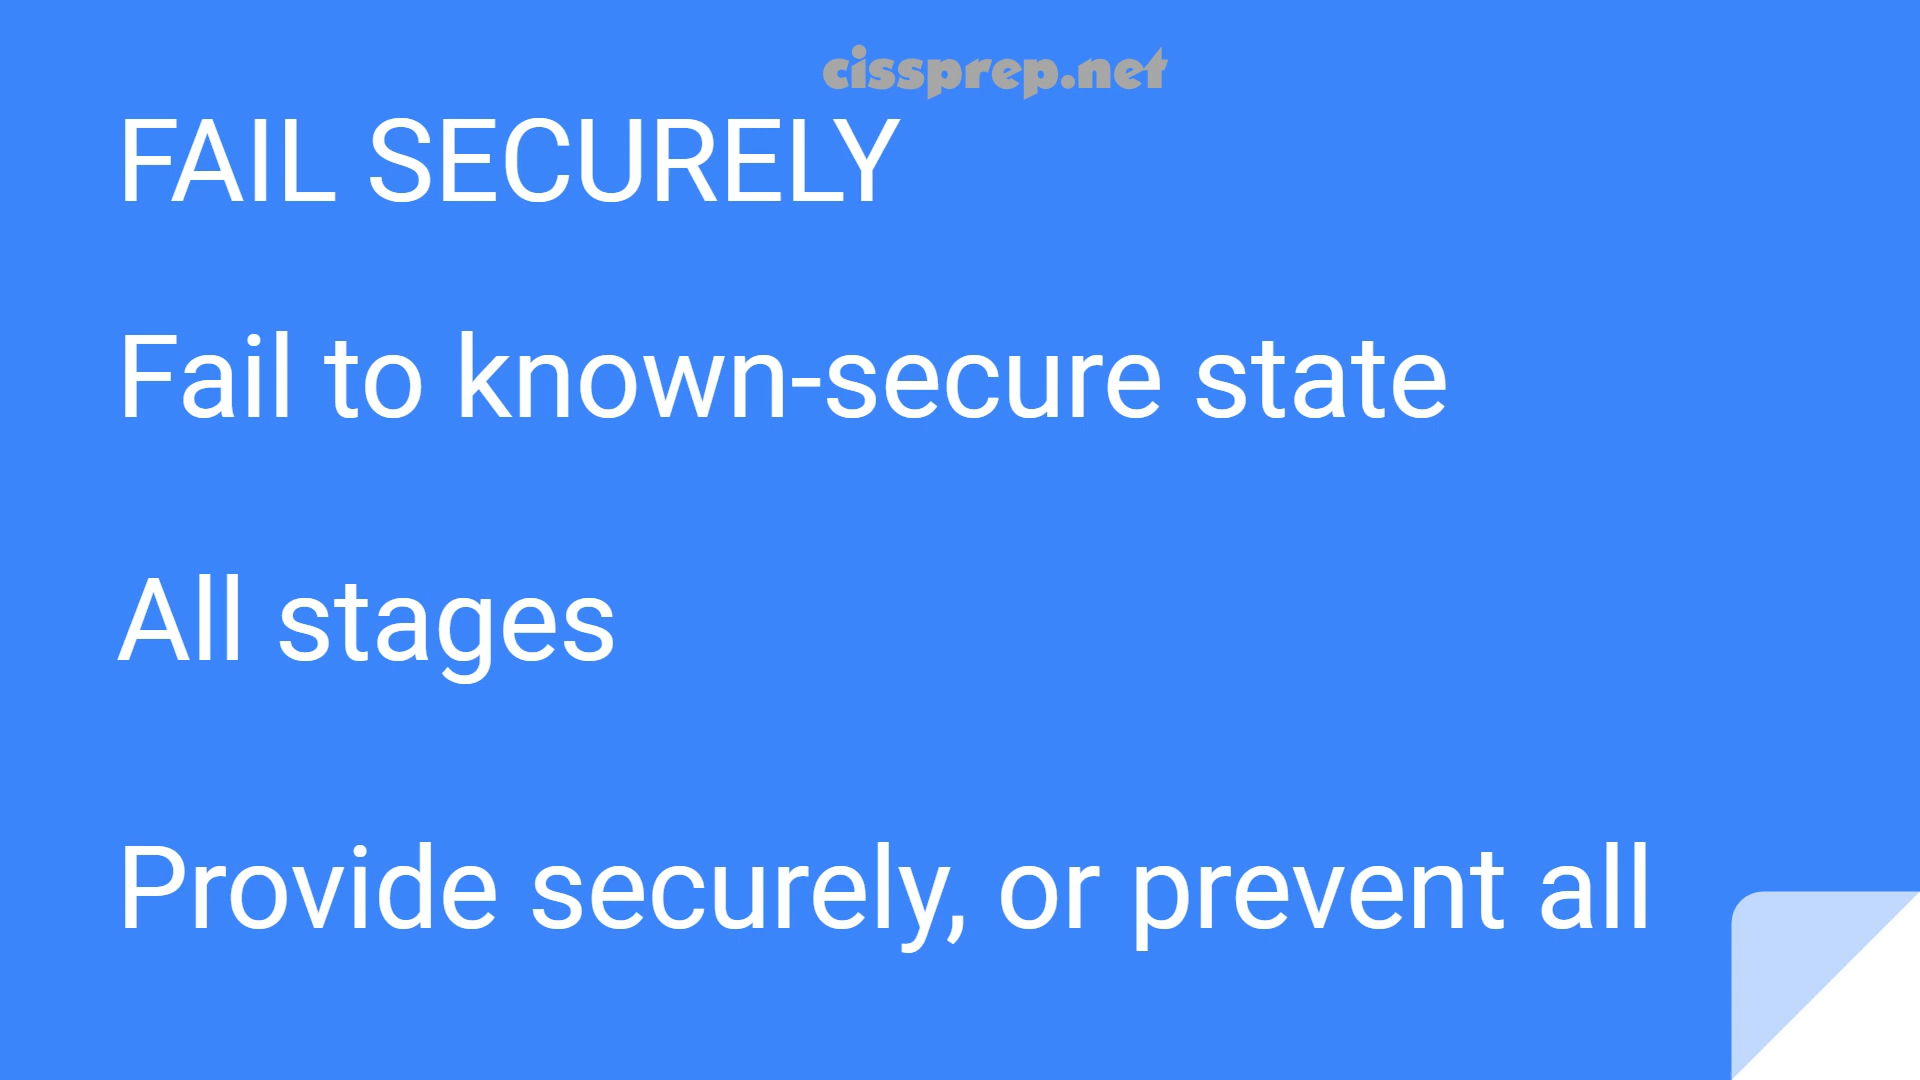 cissprep.net
FAIL SECURELY
Fail to known-secure state
All stages
Provide securely, or prevent all